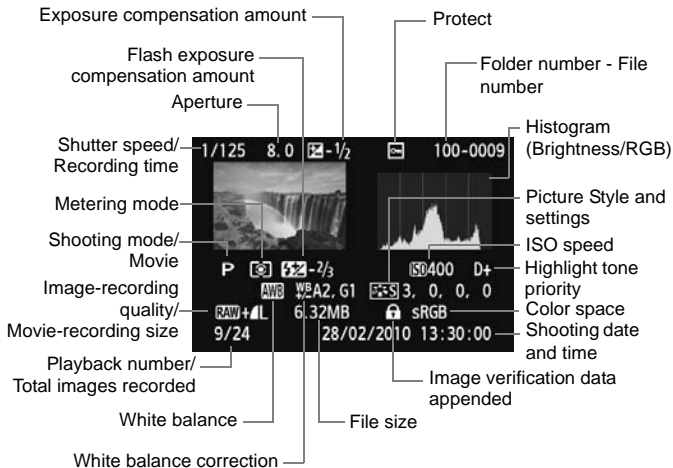 Exposure compensation amount
Protect
Flash exposure
compensation amount
Folder number - File
number
Aperture
Histogram
(Brightness/RGB)
Shutter speed/
Recording time
1/125 8.0 -1/2 100-0009
Metering mode
Picture Style and
settings
Shooting mode/
Movie
ISO speed
P -2/3 ISO400 D+
Highlight tone
priority
Image-recording
quality/
Movie-recording size
AWB WB+/-A2, G1 S 3, 0, 0, 0
RAW+L 6.32MB sRGB
Color space
9/24 28/02/2010 13:30:00
Shooting date
and time
Playback number/
Total images recorded
Image verification data
appended
White balance
File size
White balance correction